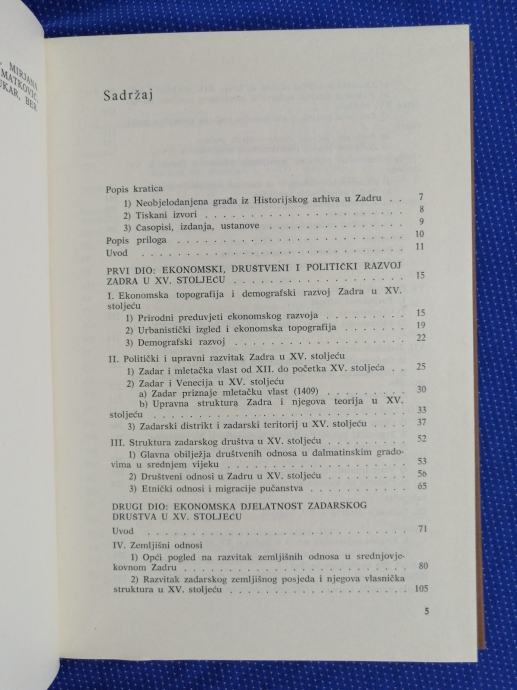 MIRJANA
MATKOVIĆ
UKAR, BER
Sadržaj
Popis kratica
1) Neobjelodanjena građa iz Historijskog arhiva u Zadru . . 7
2) Tiskani izvori . . . . . . . . . . . . . . . . . 8
3) Časopisi, izdanja, ustanove . . . . . . . . . . . . 9
Popis priloga . . . . . . . . . . . . . . . . . . . 10
Uvod . . . . . . . . . . . . . . . . . . . . . . 11
PRVI DIO: EKONOMSKI, DRUŠTVENI I POLITIČKI RAZVOJ
ZADRA U XV. STOLJEĆU . . . . . . . . . . . . . . 15
I. Ekonomska topografija i demografski razvoj Zadra u XV.
stoljeću
1) Prirodni preduvjeti ekonomskog razvoja . . . . . . . 15
2) Urbanistički izgled i ekonomska topografija . . . . . . 19
3) Demografski razvoj . . . . . . . . . . . . . . . 22
II. Politički i upravni razvitak Zadra u XV. stoljeću
1) Zadar i mletačka vlast od XII. do početka XV. stoljeća . . 25
2) Zadar i Venecija u XV. stoljeću
a) Zadar priznaje mletačku vlast (1409) . . . . . . . 30
b) Upravna struktura Zadra i njegova teorija u XV.
stoljeću . . . . . . . . . . . . . . . . . . . . . 33
3) Zadarski distrikt i zadarski teritorij u XV. stoljeću . . . 37
III. Struktura zadarskog društva u XV. stoljeću . . . . . . . 52
1) Glavna obilježja društvenih odnosa u dalmatinskim grado-
vima u srednjem vijeku . . . . . . . . . . . . . . . 53
2) Društveni odnosi u Zadru u XV. stoljeću . . . . . . . 56
3) Etnički odnosi i migracije pučanstva . . . . . . . . . 65
DRUGI DIO: EKONOMSKA DJELATNOST ZADARSKOG
DRUŠTVA U XV. STOLJEĆU
Uvod . . . . . . . . . . . . . . . . . . . . . . 71
IV. Zemljišni odnosi
1) Opći pogled na razvitak zemljišnih odnosa u srednjovje-
kovnom Zadru . . . . . . . . . . . . . . . . . . 80
2) Razvitak zadarskog zemljišnog posjeda i njegova vlasnička
struktura u XV. stoljeću . . . . . . . . . . . . . . 105
5